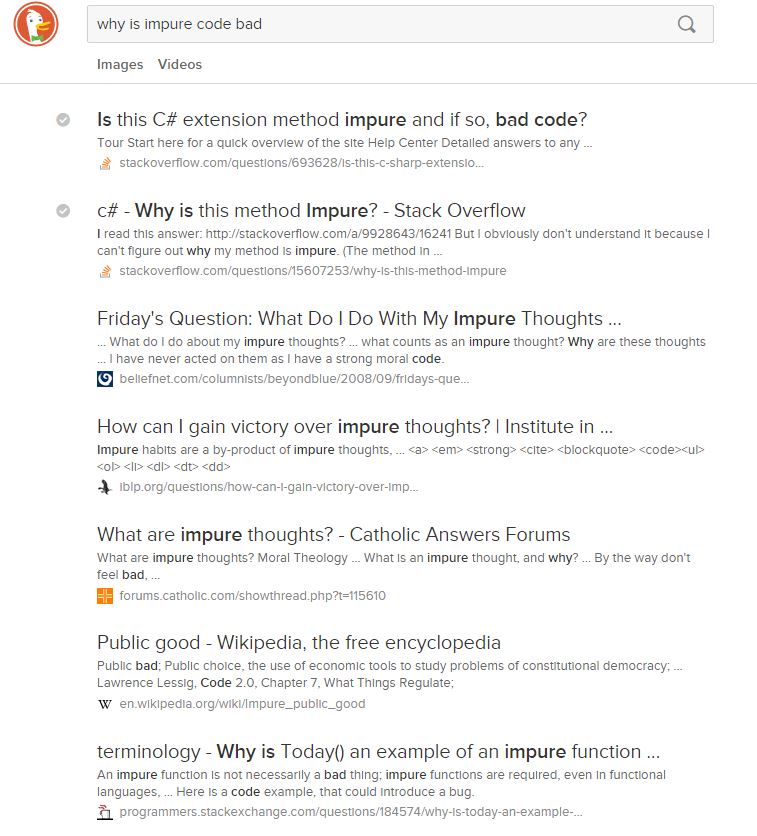 why is impure code bad
Images Videos
Is this C# extension method impure and if so, bad code?
Tour Start here for a quick overview of the site Help Center Detailed answers to any ...
stackoverflow.com/questions/693628/is-this-c-sharp-extensio...
c# - Why is this method Impure? - Stack Overflow
I read this answer: http://stackoverflow.com/a/9928643/16241 But I obviously don't understand it because I
can't figure out why my method is impure. (The method in ...
stackoverflow.com/questions/15607253/why-is-this-method-impure
Friday's Question: What Do I Do With My Impure Thoughts ...
... What do I do about my impure thoughts? ... what counts as an impure thought? Why are these thoughts
... I have never acted on them as I have a strong moral code.
beliefnet.com/columnists/beyondblue/2008/09/fridays-que...
How can I gain victory over impure thoughts? | Institute in ...
Impure habits are a by-product of impure thoughts, ... <a> <em> <strong> <cite> <blockquote> <code><ul>
<ol> <li> <dl> <dt> <dd>
iblp.org/questions/how-can-i-gain-victory-over-imp...
What are impure thoughts? - Catholic Answers Forums
What are impure thoughts? Moral Theology ... What is an impure thought, and why? ... By the way don't
feel bad, ...
forums.catholic.com/showthread.php?t=115610
Public good - Wikipedia, the free encyclopedia
Public bad; Public choice, the use of economic tools to study problems of constitutional democracy; ...
Lawrence Lessig, Code 2.0, Chapter 7, What Things Regulate;
W en.wikipedia.org/wiki/Impure_public_good
terminology - Why is Today() an example of an impure function ...
An impure function is not necessarily a bad thing; impure functions are required, even in functional
languages, ... Here is a code example, that could introduce a bug.
programmers.stackexchange.com/questions/184574/why-is-today-an-example-...